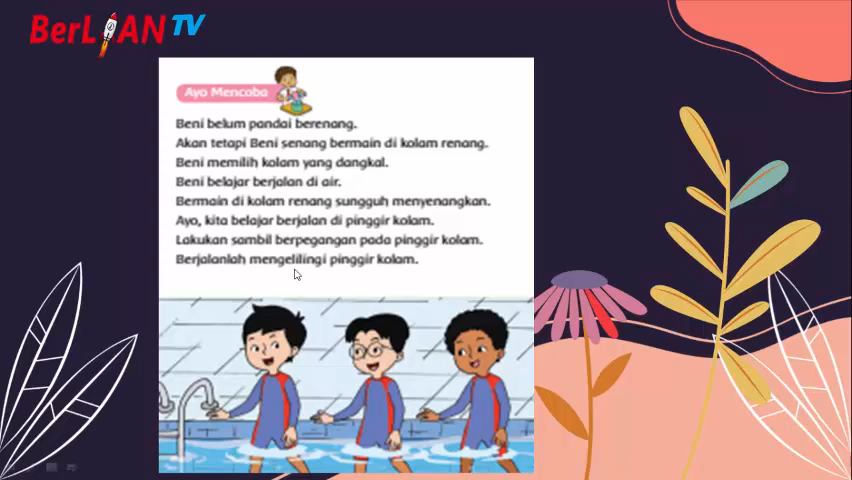 BerLIAN TV
Ayo Mencoba
Beni belum pandai berenang.
Akan tetapi Beni senang bermain di kolam renang.
Beni memilih kolam yang dangkal.
Beni belajar berjalan di air.
Bermain di kolam renang sungguh menyenangkan.
Ayo, kita belajar berjalan di pinggir kolam.
Lakukan sambil berpegangan pada pinggir kolam.
Berjalanlah mengelilingi pinggir kolam.